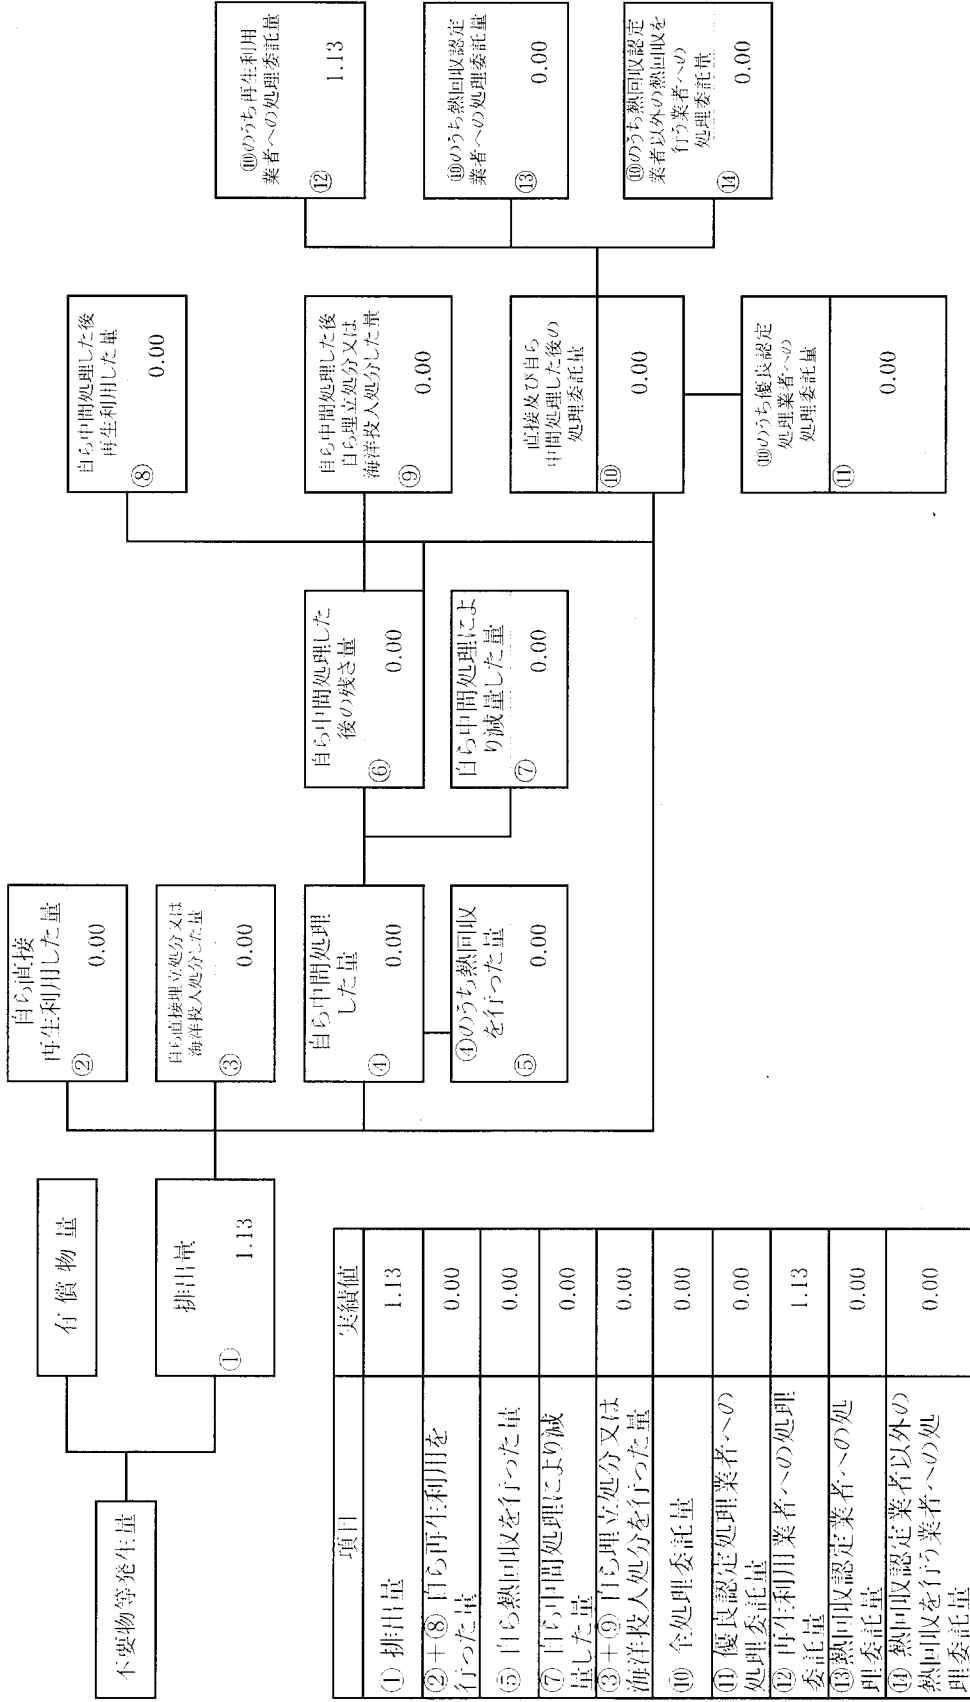 不要物等発生量
有償物量
排出量
①
1.13
自ら直接
再生利用した量
②
0.00
自ら直接埋立処分又は
海洋投入処分した量
③
0.00
自ら中間処理
した量
④
0.00
④のうち熱回収
を行った量
⑤
0.00
自ら中間処理した
後の残さ量
⑥
0.00
自ら中間処理によ
り減量した量
⑦
0.00
自ら中間処理した後
再生利用した量
⑧
0.00
自ら中間処理した後
自ら埋立処分又は
海洋投入処分した量
⑨
0.00
直接及び自ら
中間処理した後の
処理委託量
⑩
0.00
⑩のうち優良認定
処理業者への
処理委託量
⑪
0.00
⑩のうち再生利用
業者への処理委託量
⑫
1.13
⑩のうち熱回収認定
業者への処理委託量
⑬
0.00
⑩のうち熱回収認定
業者以外の熱回収を
行う業者への
処理委託量
⑭
0.00
項目 実績値
① 排出量 1.13
②＋⑧ 自ら再生利用を
行った量 0.00
⑤ 自ら熱回収を行った量 0.00
⑦ 自ら中間処理により減
量した量 0.00
③＋⑨ 自ら埋立処分又は
海洋投入処分を行った量 0.00
⑩ 全処理委託量 0.00
⑪ 優良認定処理業者への
処理委託量 0.00
⑫ 再生利用業者への処理
委託量 1.13
⑬熱回収認定業者への処
理委託量 0.00
⑭ 熱回収認定業者以外の
熱回収を行う業者への処
理委託量 0.00